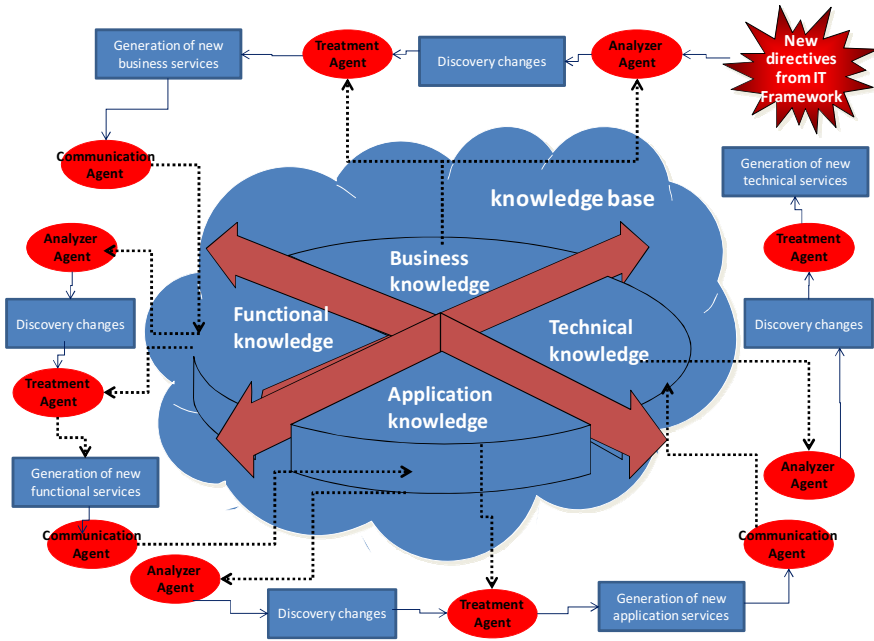 Generation of new
business services
Treatment
Agent
Discovery changes
Analyzer
Agent
New
directives
from IT
Framework
Communication
Agent
knowledge base
Generation of new
technical services
Analyzer
Agent
Business
knowledge
Treatment
Agent
Functional
knowledge
Technical
knowledge
Discovery changes
Discovery changes
Treatment
Agent
Application
knowledge
Generation of new
functional services
Analyzer
Agent
Communication
Agent
Communication
Agent
Analyzer
Agent
Discovery changes
Treatment
Agent
Generation of new
application services